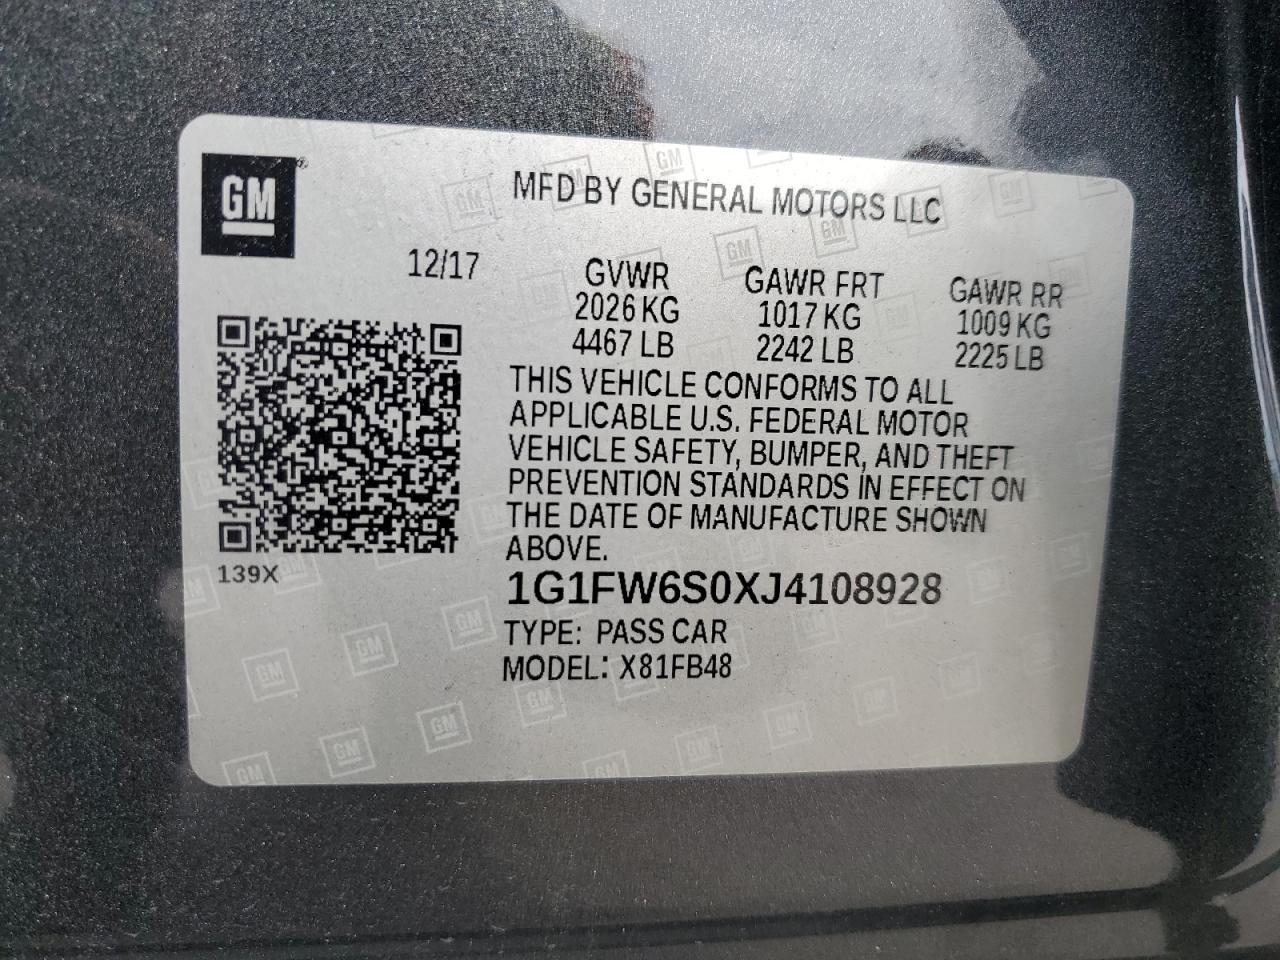 GM
MFD BY GENERAL MOTORS LLC
12/17
GVWR GAWR FRT GAWR RR
2026 KG 1017 KG 1009 KG
4467 LB 2242 LB 2225 LB
THIS VEHICLE CONFORMS TO ALL
APPLICABLE U.S. FEDERAL MOTOR
VEHICLE SAFETY, BUMPER, AND THEFT
PREVENTION STANDARDS IN EFFECT ON
THE DATE OF MANUFACTURE SHOWN
ABOVE.
139X
1G1FW6S0XJ4108928
TYPE: PASS CAR
MODEL: X81FB48